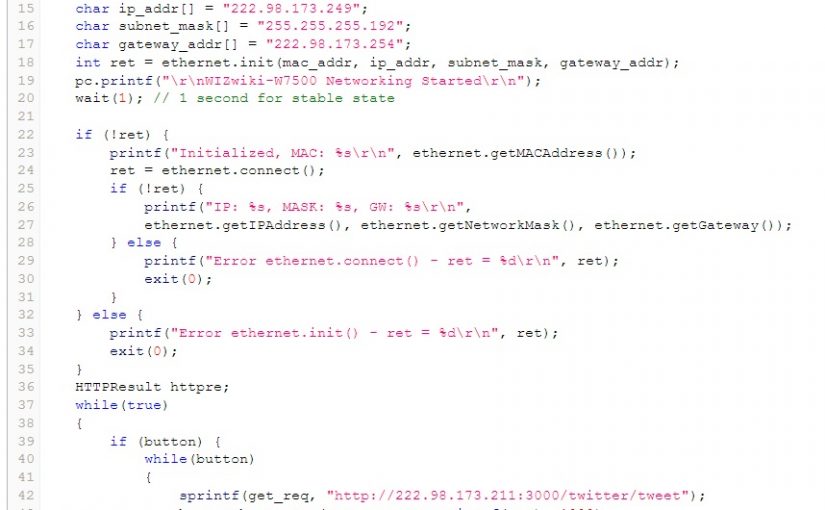 15 char ip_addr[] = "222.98.173.249";
16 char subnet_mask[] = "255.255.255.192";
17 char gateway_addr[] = "222.98.173.254";
18 int ret = ethernet.init(mac_addr, ip_addr, subnet_mask, gateway_addr);
19 pc.printf("\r\nWIZwiki-W7500 Networking Started\r\n");
20 wait(1); // 1 second for stable state
21
22 if (!ret) {
23 printf("Initialized, MAC: %s\r\n", ethernet.getMACAddress());
24 ret = ethernet.connect();
25 if (!ret) {
26 printf("IP: %s, MASK: %s, GW: %s\r\n",
27 ethernet.getIPAddress(), ethernet.getNetworkMask(), ethernet.getGateway());
28 } else {
29 printf("Error ethernet.connect() - ret = %d\r\n", ret);
30 exit(0);
31 }
32 } else {
33 printf("Error ethernet.init() - ret = %d\r\n", ret);
34 exit(0);
35 }
36 HTTPResult httpre;
37 while(true)
38 {
39 if (button) {
40 while(button)
41 {
42 sprintf(get_req, "http://222.98.173.211:3000/twitter/tweet");